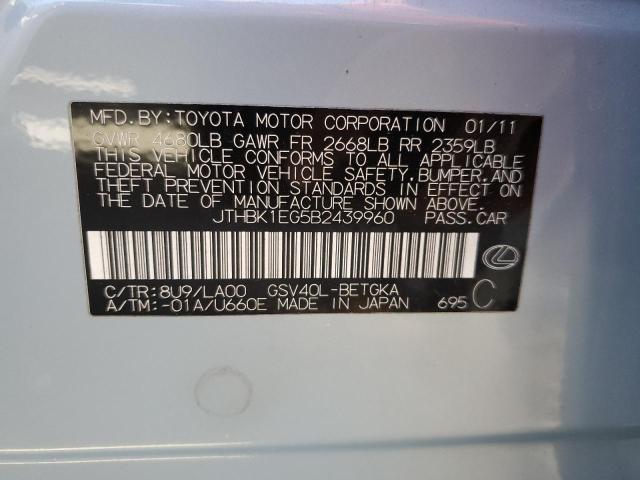 MFD.BY:TOYOTA MOTOR CORPORATION 01/11
GVWR 4680LB GAWR FR 2668LB RR 2359LB
THIS VEHICLE CONFORMS TO ALL APPLICABLE
FEDERAL MOTOR VEHICLE SAFETY,BUMPER,AND
THEFT PREVENTION STANDARDS IN EFFECT ON
THE DATE OF MANUFACTURE SHOWN ABOVE.
JTHBK1EG5B2439960 PASS.CAR
C/TR:8U9/LA00 GSV40L-BETGKA
A/TM:-01A/U660E MADE IN JAPAN 695 C